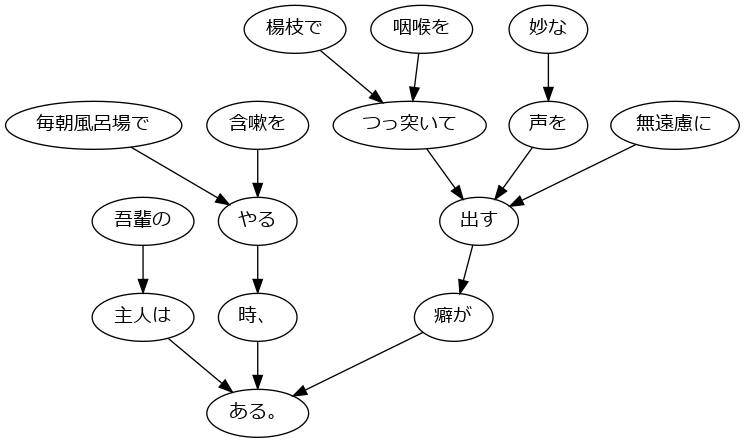 楊枝で 咽喉を 妙な
毎朝風呂場で 含嗽を つっ突いて 声を 無遠慮に
吾輩の やる 出す
主人は 時、 癖が
ある。